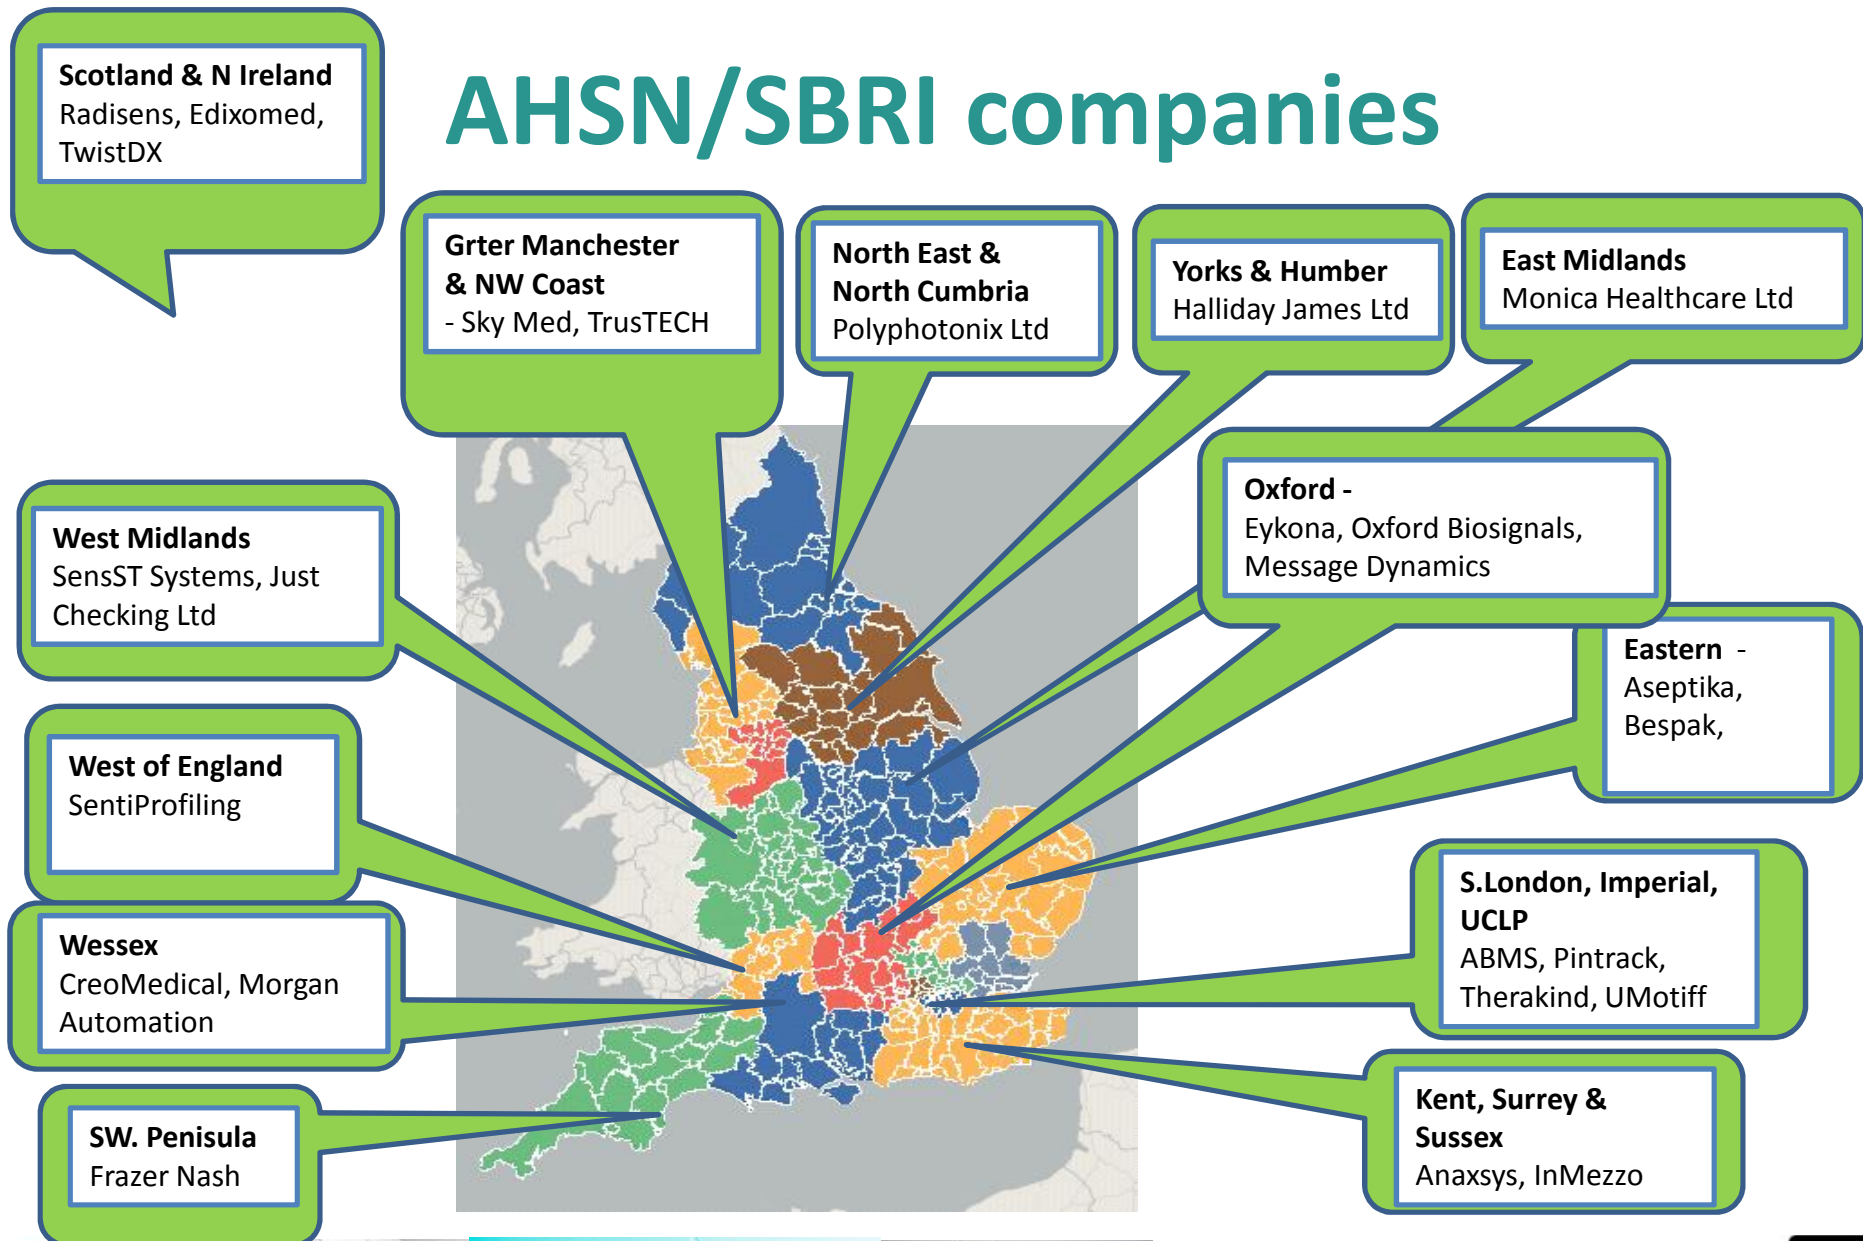 AHSN/SBRI companies
Scotland & N Ireland
Radisens, Edixomed,
TwistDX
Grter Manchester
& NW Coast
- Sky Med, TrusTECH
North East &
North Cumbria
Polyphotonix Ltd
Yorks & Humber
Halliday James Ltd
East Midlands
Monica Healthcare Ltd
West Midlands
SensST Systems, Just
Checking Ltd
Oxford -
Eykona, Oxford Biosignals,
Message Dynamics
Eastern -
Aseptika,
Bespak,
West of England
SentiProfiling
S.London, Imperial,
UCLP
ABMS, Pintrack,
Therakind, UMotiff
Wessex
CreoMedical, Morgan
Automation
Kent, Surrey &
Sussex
Anaxsys, InMezzo
SW. Penisula
Frazer Nash